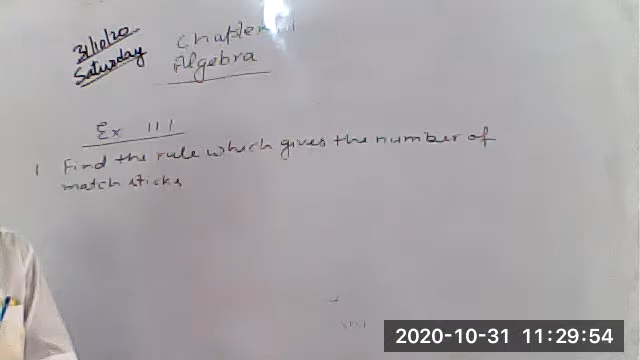 31/10/20
Saturday
Chapter 11
Algebra
Ex 11.1
1 Find the rule which gives the number of
match sticks
2020-10-31 11:29:54